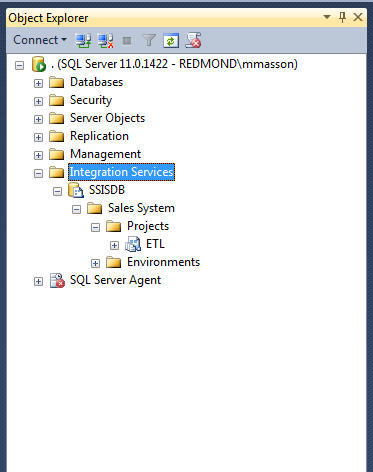 Object Explorer
Connect
. (SQL Server 11.0.1422 - REDMOND\mmasson)
Databases
Security
Server Objects
Replication
Management
Integration Services
SSISDB
Sales System
Projects
ETL
Environments
SQL Server Agent